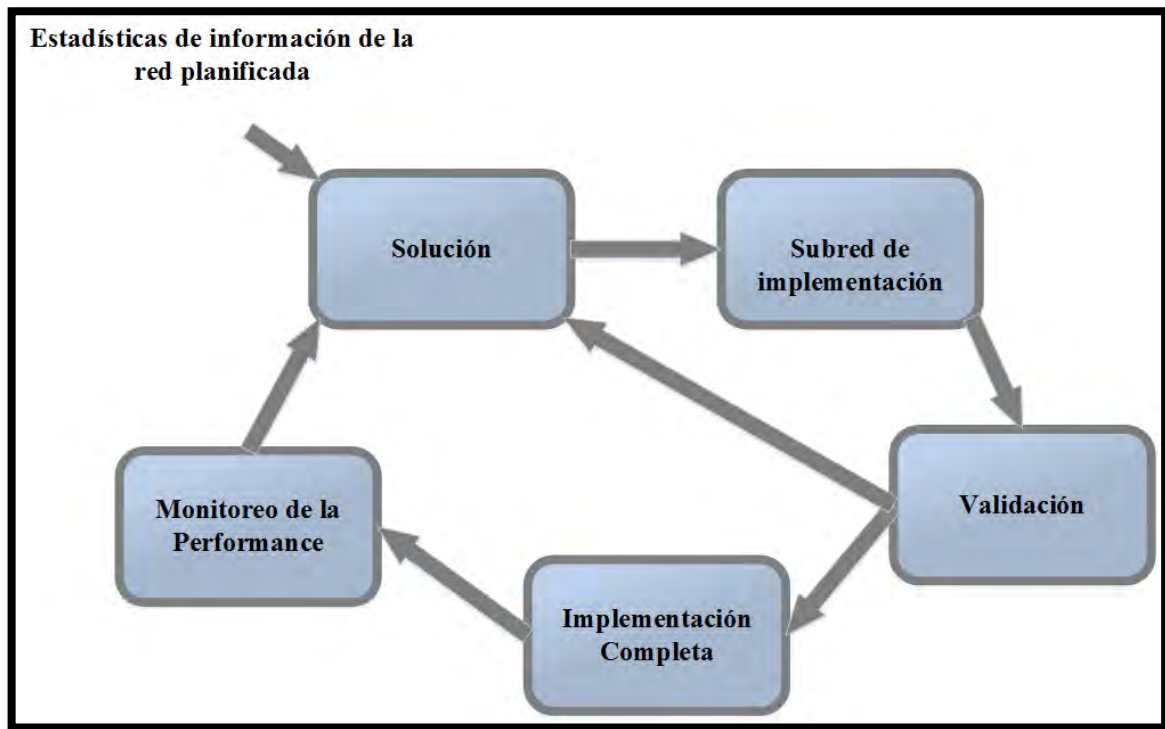 Estadísticas de información de la
red planificada
Solución
Subred de
implementación
Validación
Monitoreo de la
Performance
Implementación
Completa